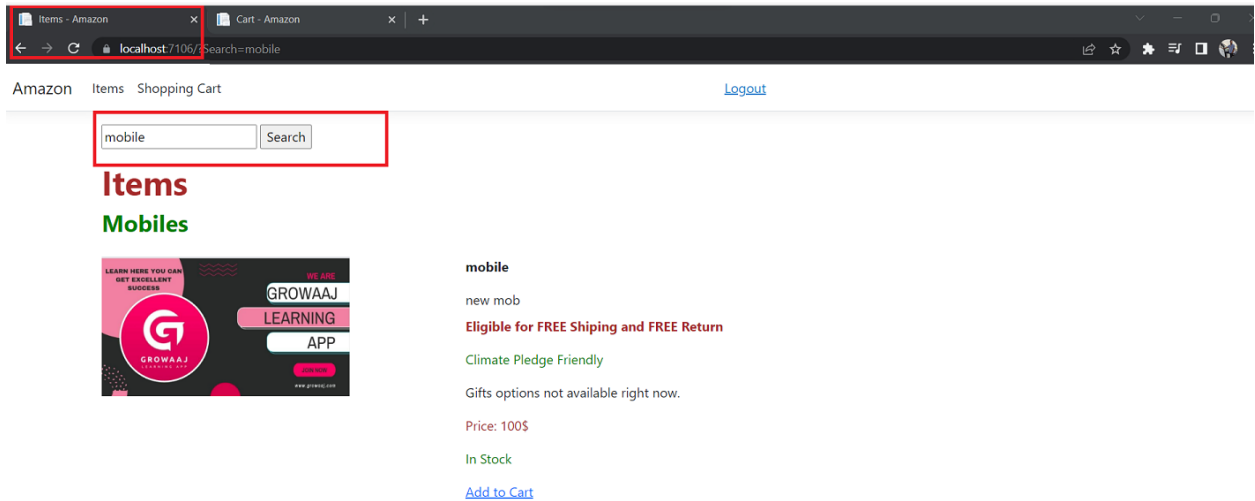 Items - Amazon
Cart - Amazon
localhost:7106/?Search=mobile
Amazon Items Shopping Cart Logout
mobile Search
Items
Mobiles
LEARN HERE YOU CAN
GET EXCELLENT
SUCCESS
WE ARE
GROWAAJ
LEARNING
APP
GROWAAJ
LEARNING APP
JOIN NOW
www.growaaj.com
mobile
new mob
Eligible for FREE Shiping and FREE Return
Climate Pledge Friendly
Gifts options not available right now.
Price: 100$
In Stock
Add to Cart